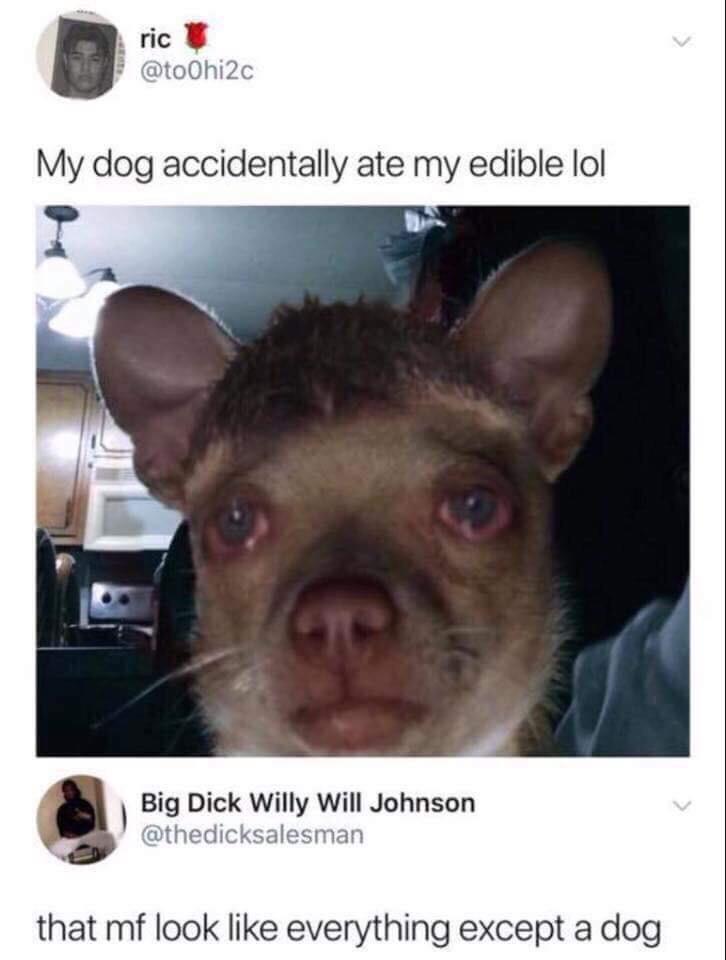 ric 🌹
@to0hi2c
My dog accidentally ate my edible lol
Big Dick Willy Will Johnson
@thedicksalesman
that mf look like everything except a dog